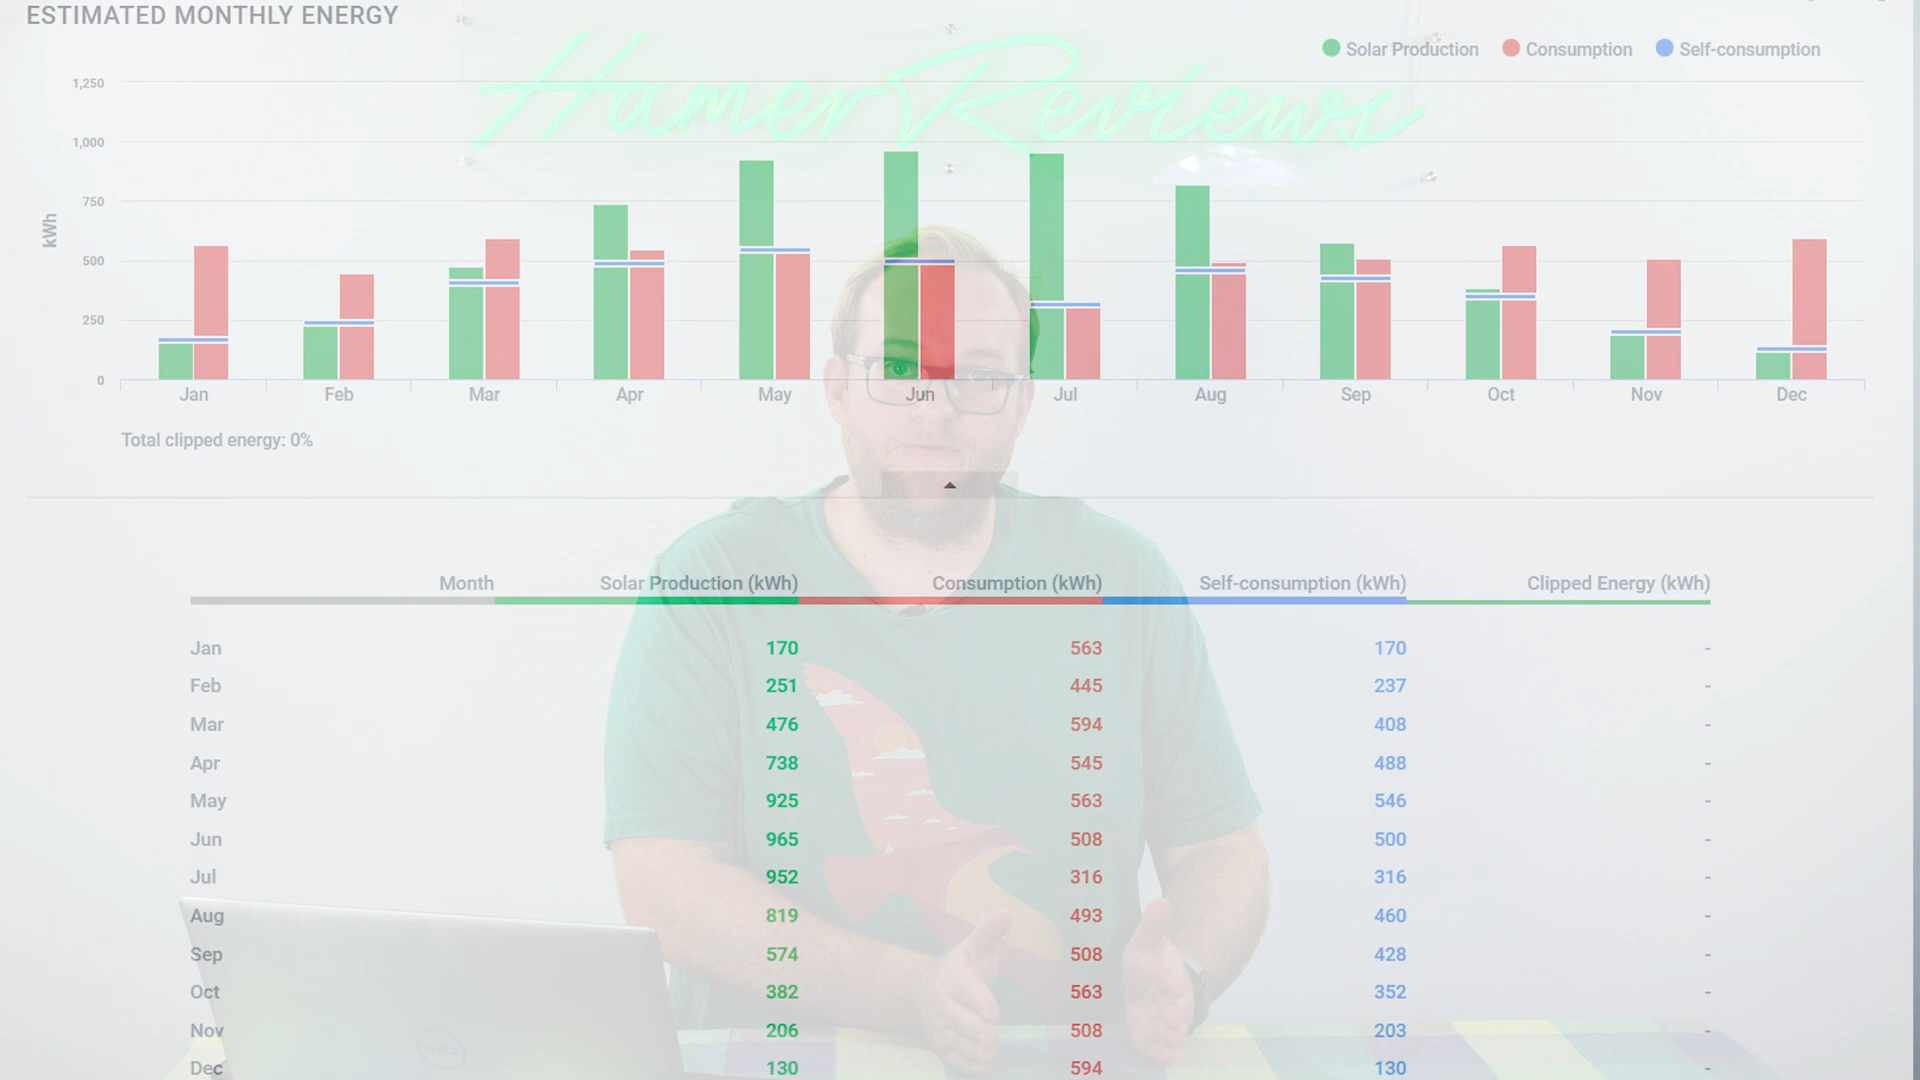 ESTIMATED MONTHLY ENERGY
Hamer Reviews
Solar Production Consumption Self-consumption
kWh
1,250
1,000
750
500
250
0
Jan Feb Mar Apr May Jun Jul Aug Sep Oct Nov Dec
Total clipped energy: 0%
Month Solar Production (kWh) Consumption (kWh) Self-consumption (kWh) Clipped Energy (kWh)
Jan 170 563 170 -
Feb 251 445 237 -
Mar 476 594 408 -
Apr 738 545 488 -
May 925 563 546 -
Jun 965 508 500 -
Jul 952 316 316 -
Aug 819 493 460 -
Sep 574 508 428 -
Oct 382 563 352 -
Nov 206 508 203 -
Dec 130 594 130 -
DELL